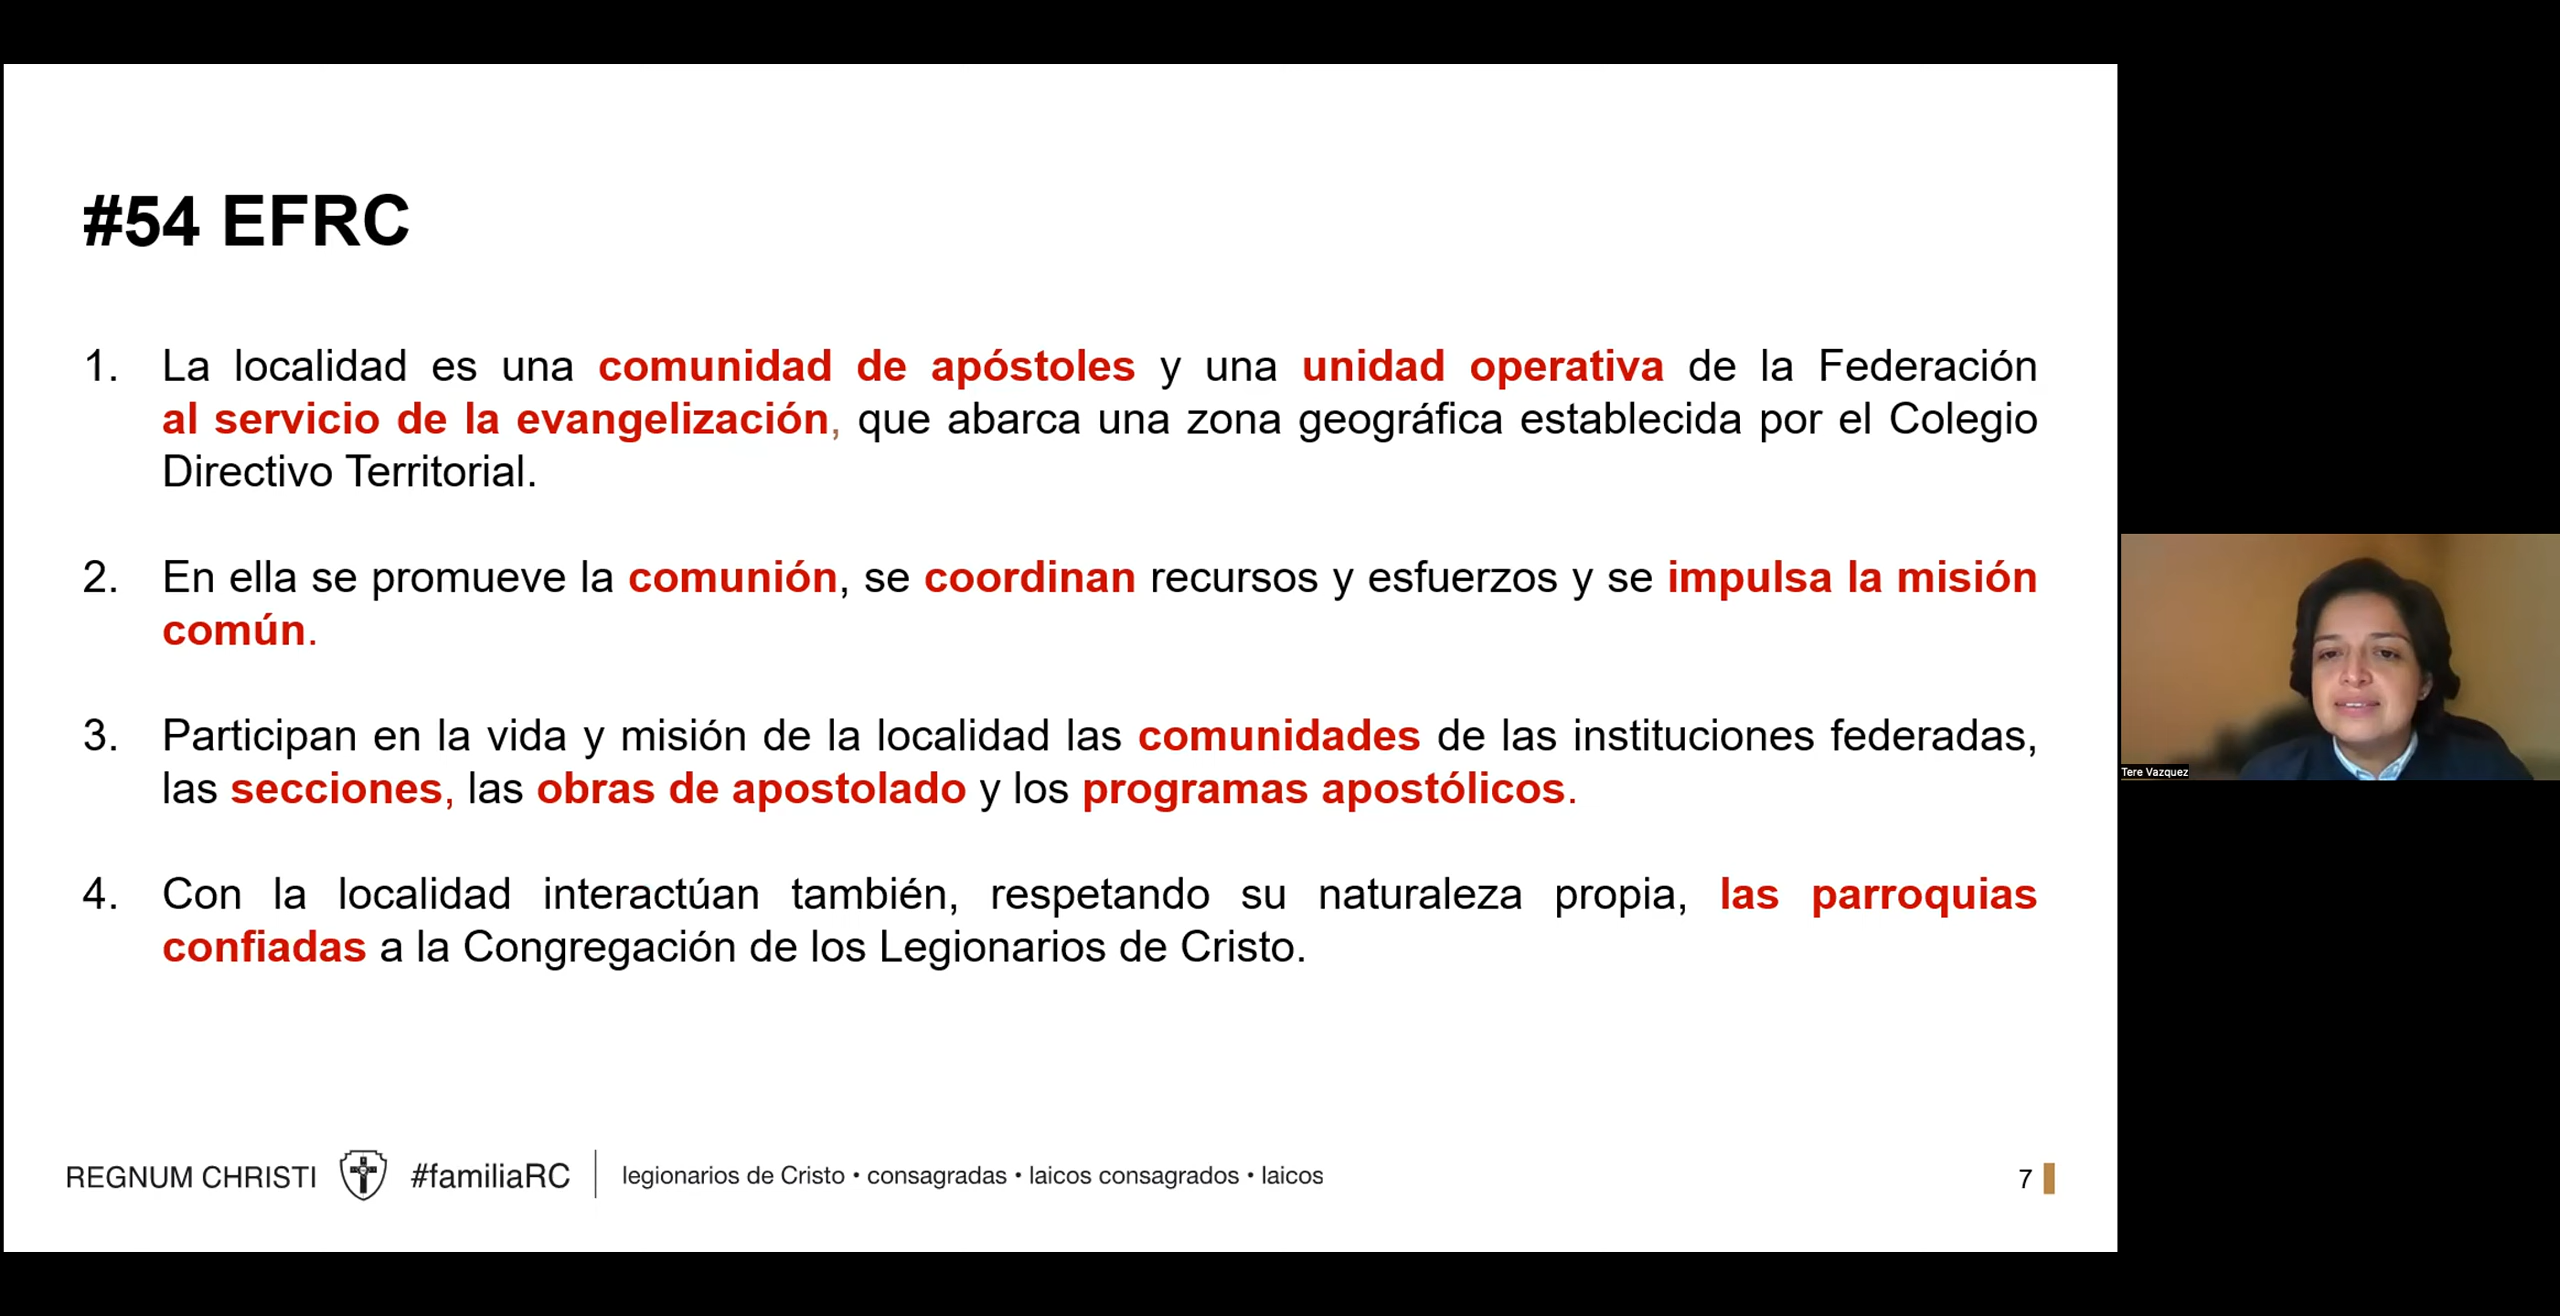 #54 EFRC
1. La localidad es una comunidad de apóstoles y una unidad operativa de la Federación
al servicio de la evangelización, que abarca una zona geográfica establecida por el Colegio
Directivo Territorial.
2. En ella se promueve la comunión, se coordinan recursos y esfuerzos y se impulsa la misión
común.
3. Participan en la vida y misión de la localidad las comunidades de las instituciones federadas,
las secciones, las obras de apostolado y los programas apostólicos.
4. Con la localidad interactúan también, respetando su naturaleza propia, las parroquias
confiadas a la Congregación de los Legionarios de Cristo.
REGNUM CHRISTI #familiaRC legionarios de Cristo • consagradas • laicos consagrados • laicos
7
Tere Vazquez